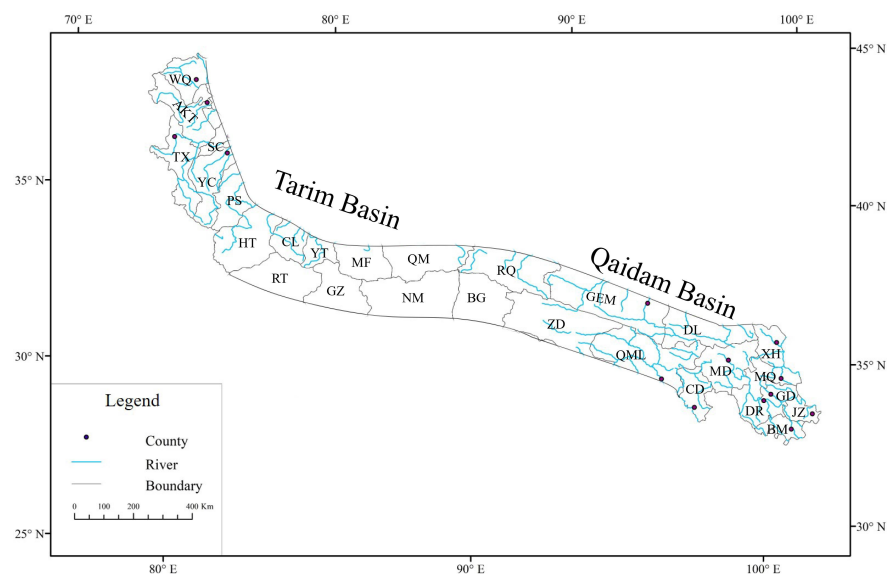 70° E 80° E 90° E 100° E
45° N
WQ
AKT
TX
SC
35° N
YC
PS
Tarim Basin
40° N
HT
CL
YT
MF
QM
RQ
Qaidam Basin
RT
GZ
NM
BG
GEM
ZD
DL
QML
XH
30° N
35° N
MD
MQ
CD
GD
DR
JZ
BM
Legend
County
River
Boundary
0 100 200 400 Km
25° N
30° N
80° E 90° E 100° E